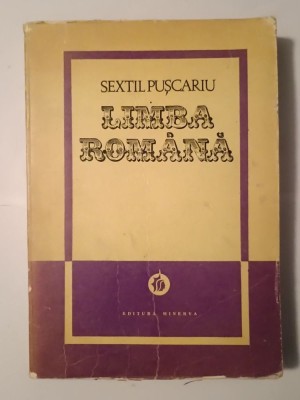 SEXTIL PUȘCARIU
LIMBA
ROMÂNĂ
EDITURA MINERVA